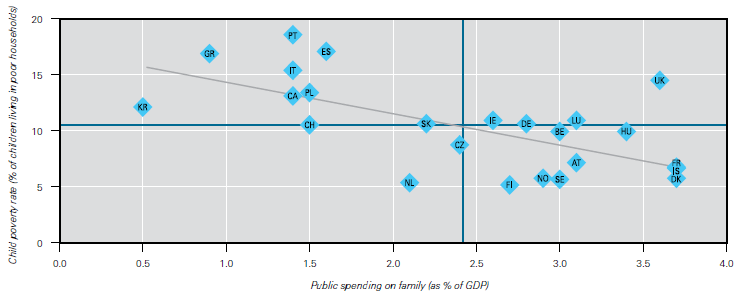 Child poverty rate (% of children living in poor households)
20
15
10
5
0
PT
GR
ES
IT
UK
CA PL
KR
CH
SK
IE
DE
LU
BE
HU
CZ
AT
FR
IS
DK
NL
FI
NO
SE
0.0 0.5 1.0 1.5 2.0 2.5 3.0 3.5 4.0
Public spending on family (as % of GDP)